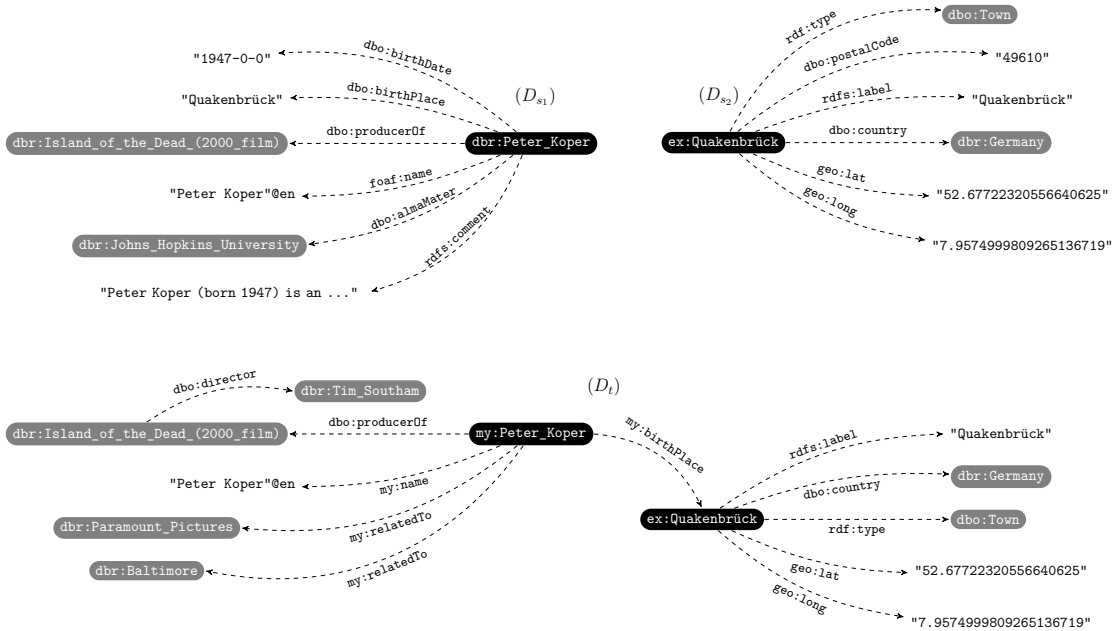 rdf:type
dbo:Town
dbo:birthDate
"1947-0-0"
dbo:postalCode
"49610"
dbo:birthPlace
"Quakenbrück"
(D_{s_1})
(D_{s_2})
rdfs:label
"Quakenbrück"
dbr:Island_of_the_Dead_(2000_film)
dbo:producerOf
dbr:Peter_Koper
ex:Quakenbrück
dbo:country
dbr:Germany
"Peter Koper"@en
foaf:name
geo:lat
"52.67722320556640625"
dbo:almaMater
geo:long
dbr:Johns_Hopkins_University
rdfs:comment
"7.9574999809265136719"
"Peter Koper (born 1947) is an ..."
dbo:director
dbr:Tim_Southam
(D_t)
dbr:Island_of_the_Dead_(2000_film)
dbo:producerOf
my:Peter_Koper
my:birthPlace
rdfs:label
"Quakenbrück"
"Peter Koper"@en
my:name
dbo:country
dbr:Germany
dbr:Paramount_Pictures
my:relatedTo
ex:Quakenbrück
rdf:type
dbo:Town
dbr:Baltimore
my:relatedTo
geo:lat
"52.67722320556640625"
geo:long
"7.9574999809265136719"